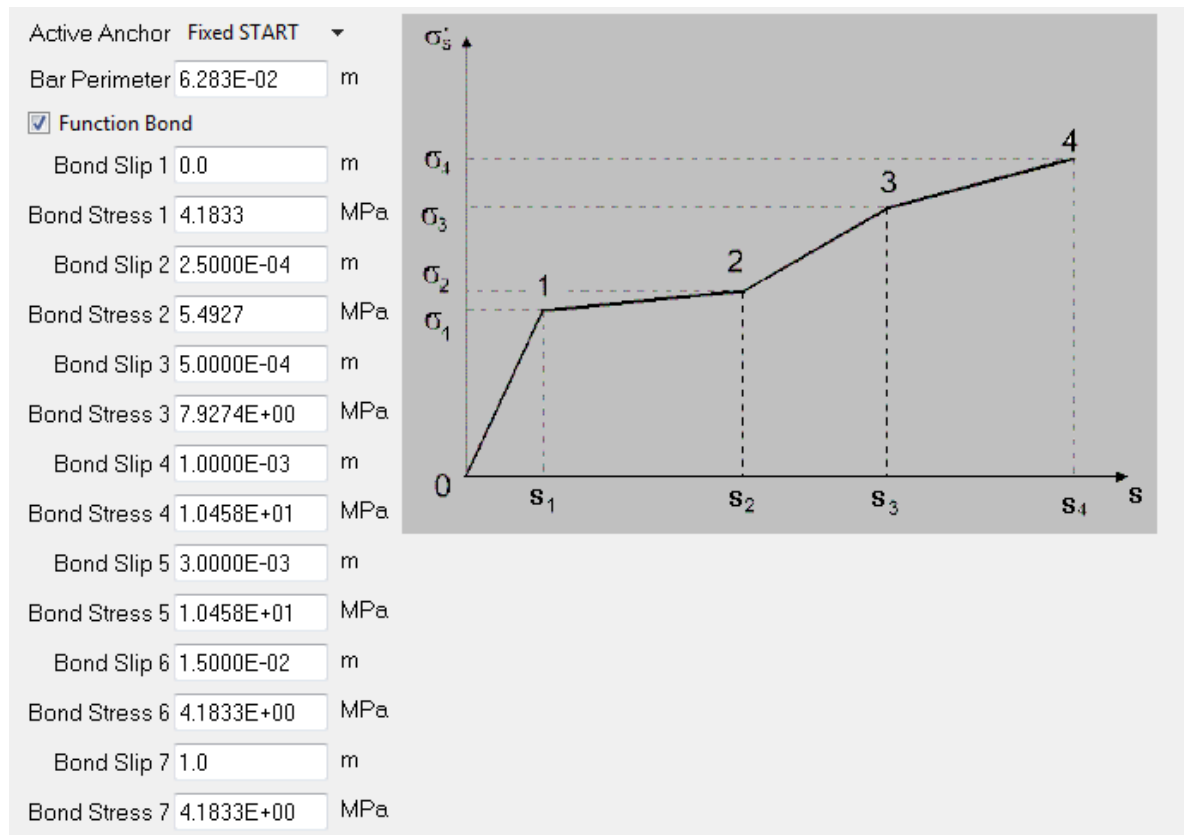 Active Anchor Fixed START
Bar Perimeter 6.283E-02 m
Function Bond
Bond Slip 1 0.0 m
Bond Stress 1 4.1833 MPa
Bond Slip 2 2.5000E-04 m
Bond Stress 2 5.4927 MPa
Bond Slip 3 5.0000E-04 m
Bond Stress 3 7.9274E+00 MPa
Bond Slip 4 1.0000E-03 m
Bond Stress 4 1.0458E+01 MPa
Bond Slip 5 3.0000E-03 m
Bond Stress 5 1.0458E+01 MPa
Bond Slip 6 1.5000E-02 m
Bond Stress 6 4.1833E+00 MPa
Bond Slip 7 1.0 m
Bond Stress 7 4.1833E+00 MPa
σs
4
σ4
3
σ3
2
σ2
1
σ1
0
s1 s2 s3 s4 s